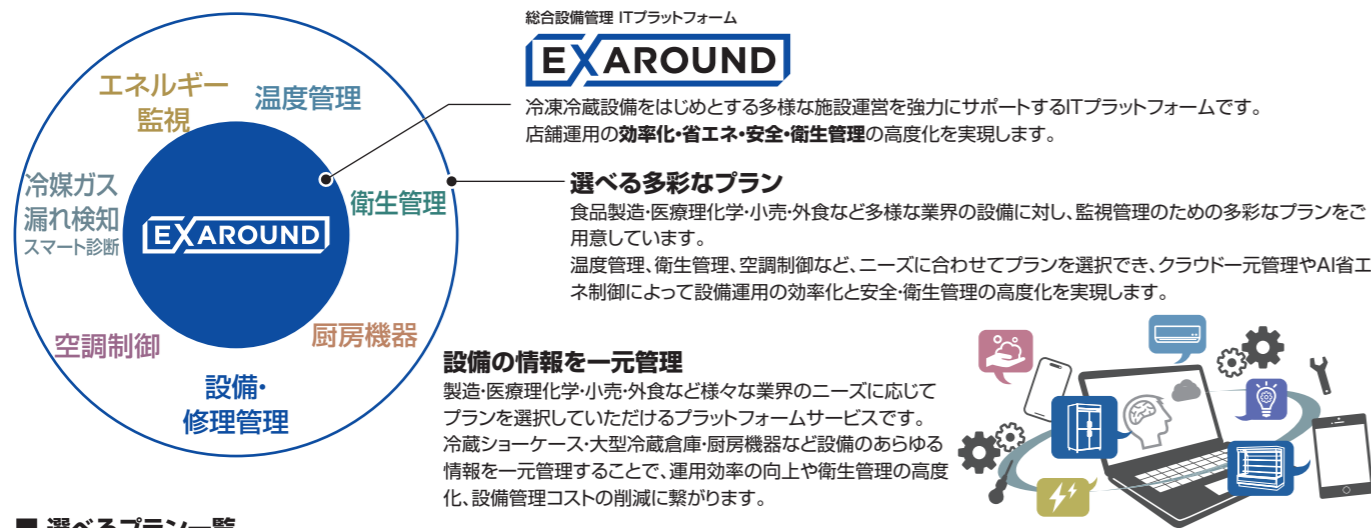 総合設備管理 ITプラットフォーム
EXAROUND
冷凍冷蔵設備をはじめとする多様な施設運営を強力にサポートするITプラットフォームです。
店舗運用の効率化・省エネ・安全・衛生管理の高度化を実現します。
エネルギー
監視
温度管理
冷媒ガス
漏れ検知
スマート診断
EXAROUND
衛生管理
空調制御
厨房機器
設備・
修理管理
選べる多彩なプラン
食品製造・医療理化学・小売・外食など多様な業界の設備に対し、監視管理のための多彩なプランをご
用意しています。
温度管理、衛生管理、空調制御など、ニーズに合わせてプランを選択でき、クラウド一元管理やAI省エ
ネ制御によって設備運用の効率化と安全・衛生管理の高度化を実現します。
設備の情報を一元管理
製造・医療理化学・小売・外食など様々な業界のニーズに応じて
プランを選択していただけるプラットフォームサービスです。
冷蔵ショーケース・大型冷蔵倉庫・厨房機器など設備のあらゆる
情報を一元管理することで、運用効率の向上や衛生管理の高度
化、設備管理コストの削減に繋がります。
■ 選べるプラン一覧